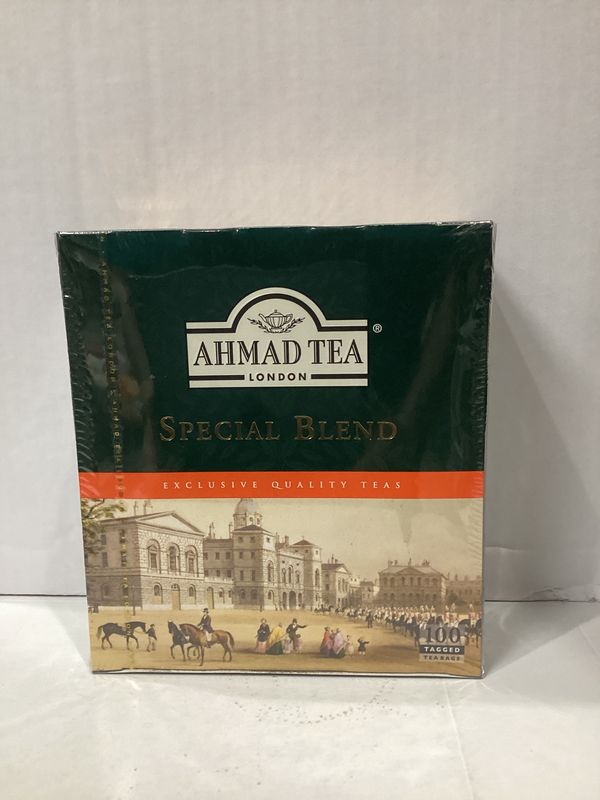 AHMAD TEA®
LONDON
SPECIAL BLEND
EXCLUSIVE QUALITY TEAS
100
TAGGED
TEABAGS